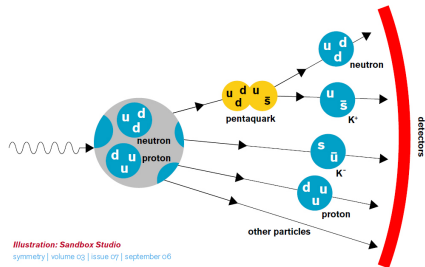 u d
d
neutron
u d u
d s̅
pentaquark
u
s̅
K⁺
u d
d
neutron
proton
d u
u
s
u̅
K⁻
d u
u
proton
other particles
detectors
Illustration: Sandbox Studio
symmetry | volume 03 | issue 07 | september 06